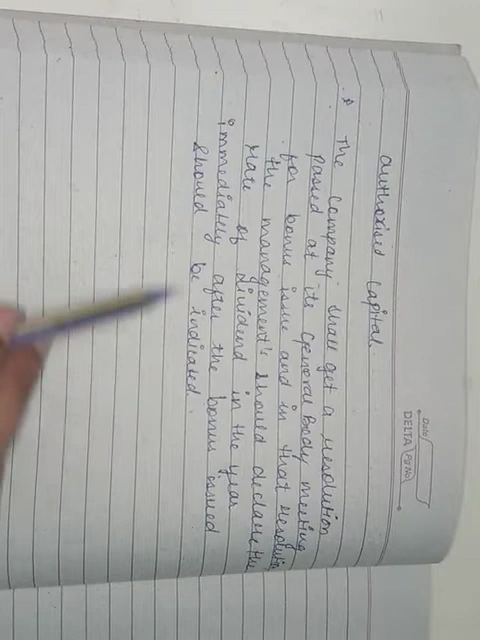 Date
DELTA Pg No.
authorised capital.
The company shall get a resolution
passed at its general Body meeting
for bonus issue and in that resolution
the management's should declare the
rate of dividend in the year
immediately after the bonus issued
should be indicated.